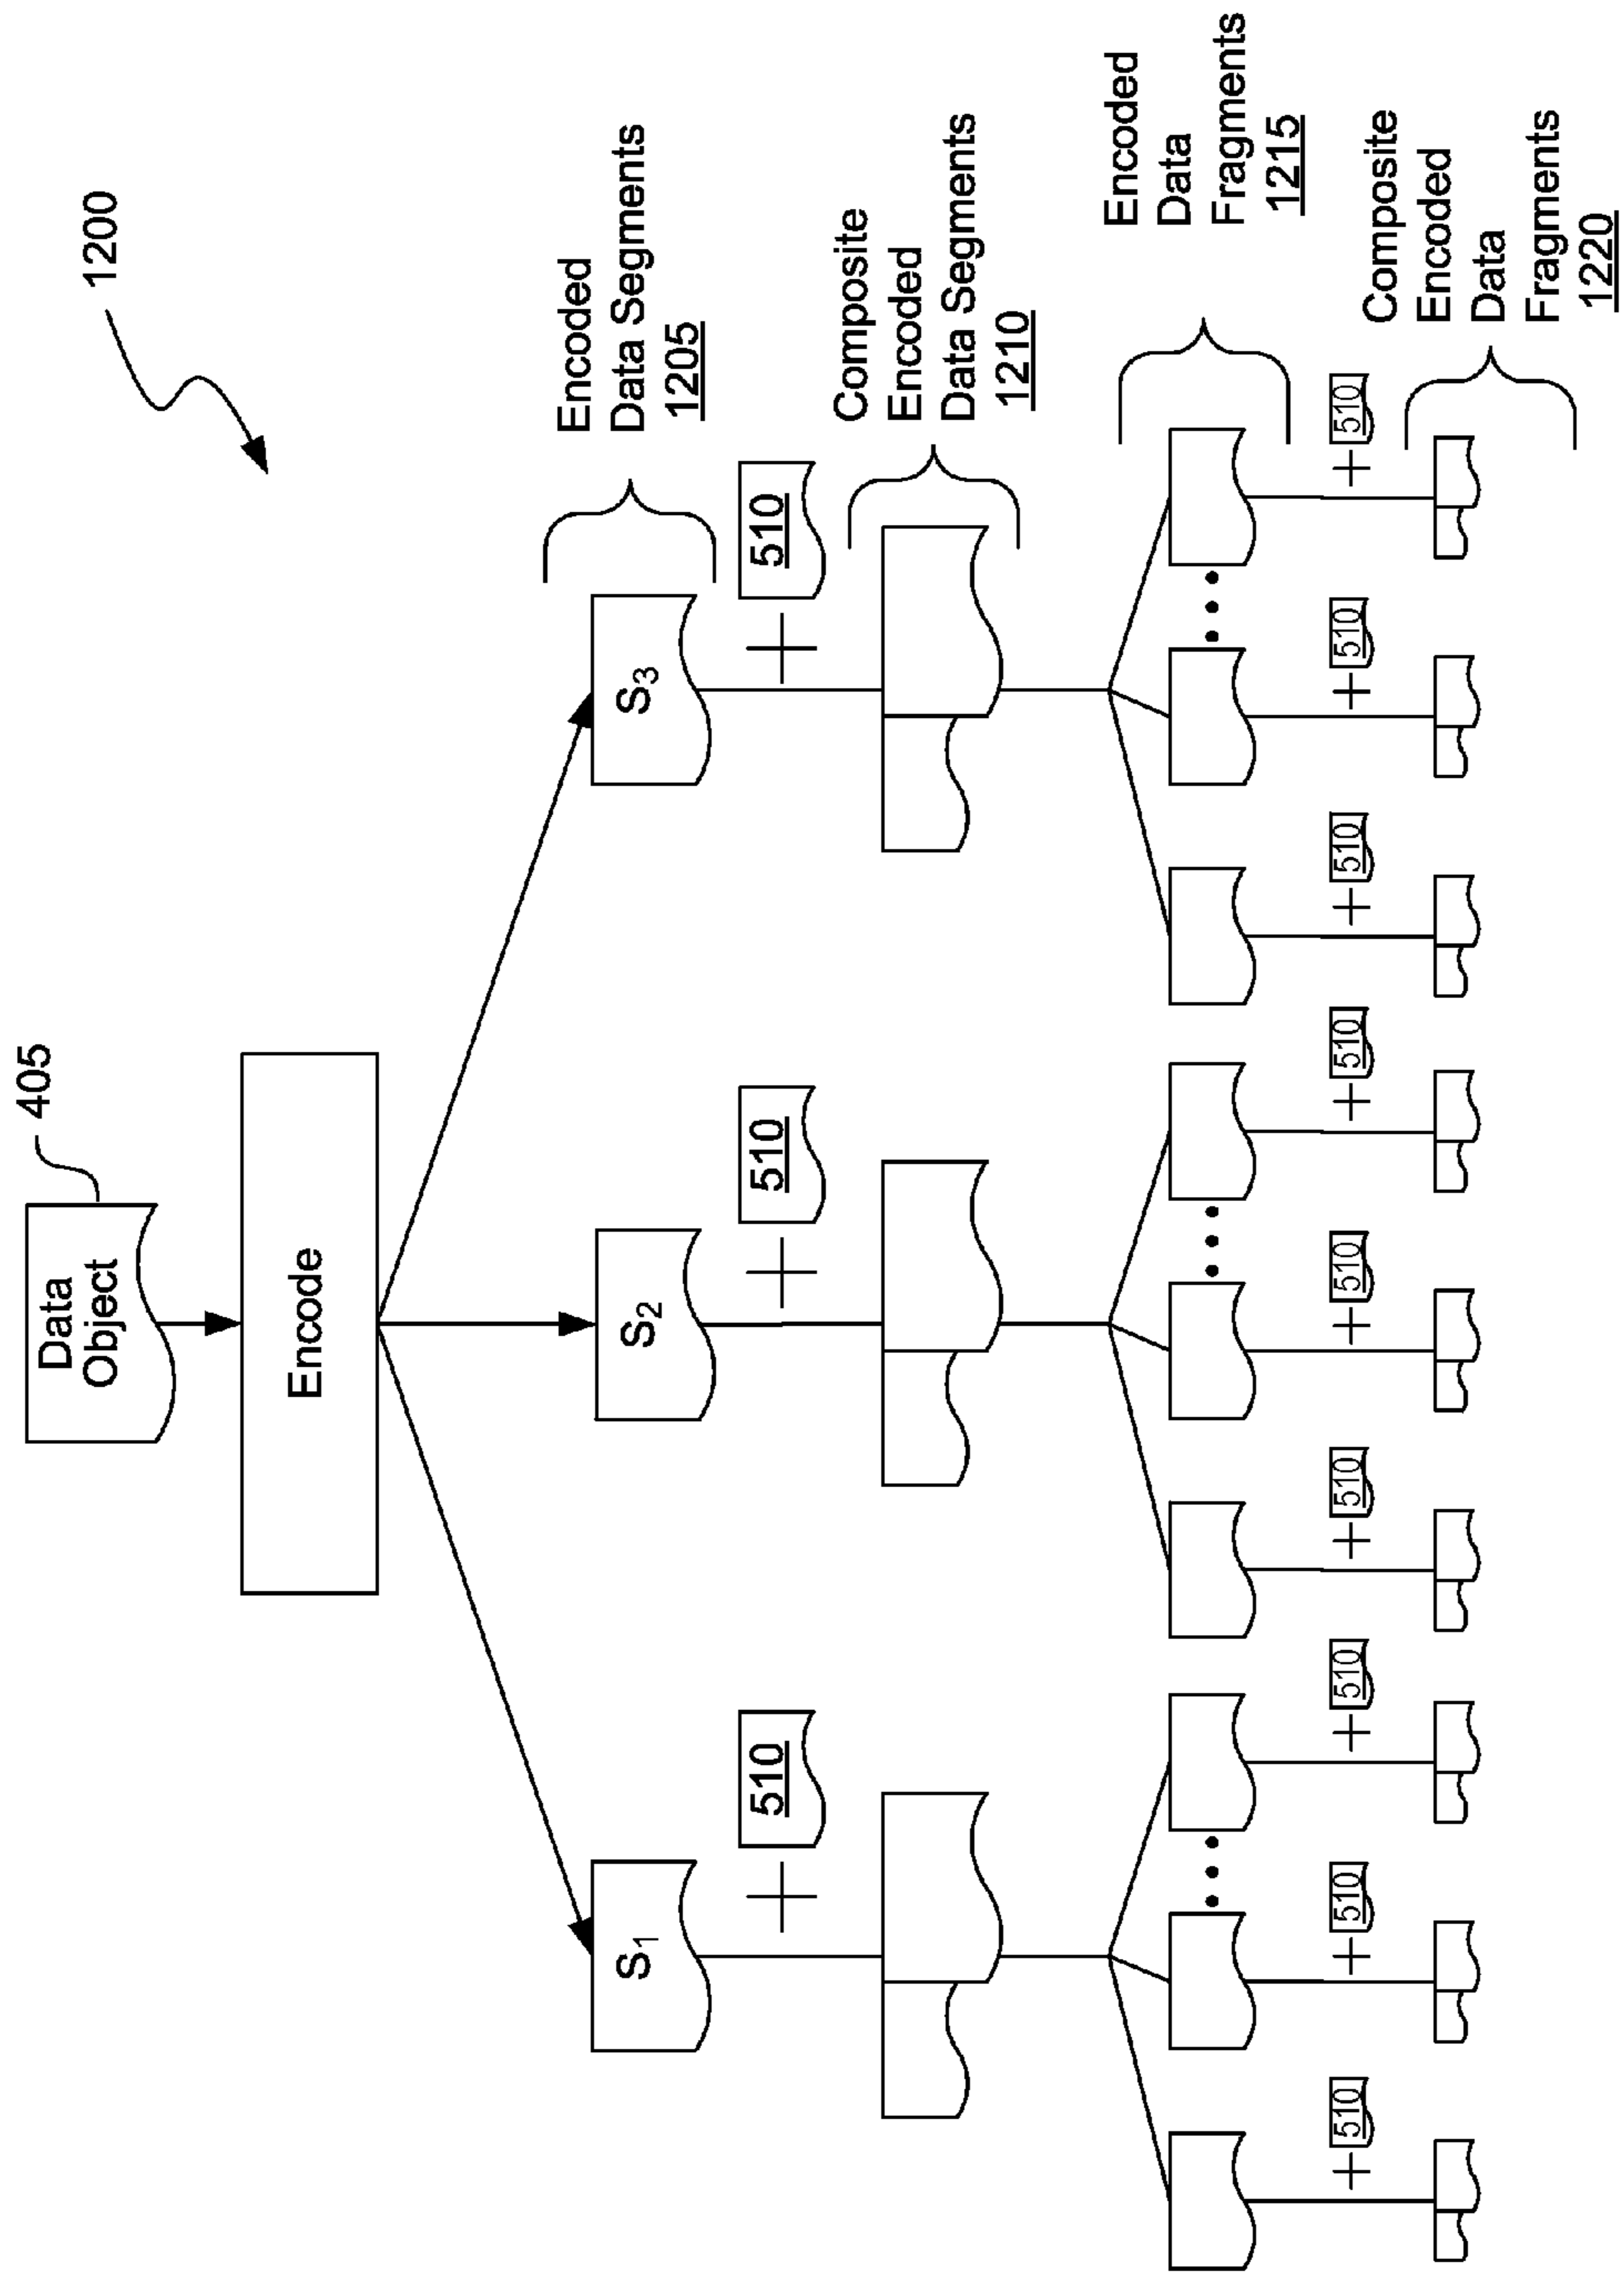 1200
Data
Object
405
Encode
S1
S2
S3
Encoded
Data Segments
1205
510
510
510
Composite
Encoded
Data Segments
1210
Encoded
Data
Fragments
1215
510
510
510
510
510
510
510
510
510
Composite
Encoded
Data
Fragments
1220